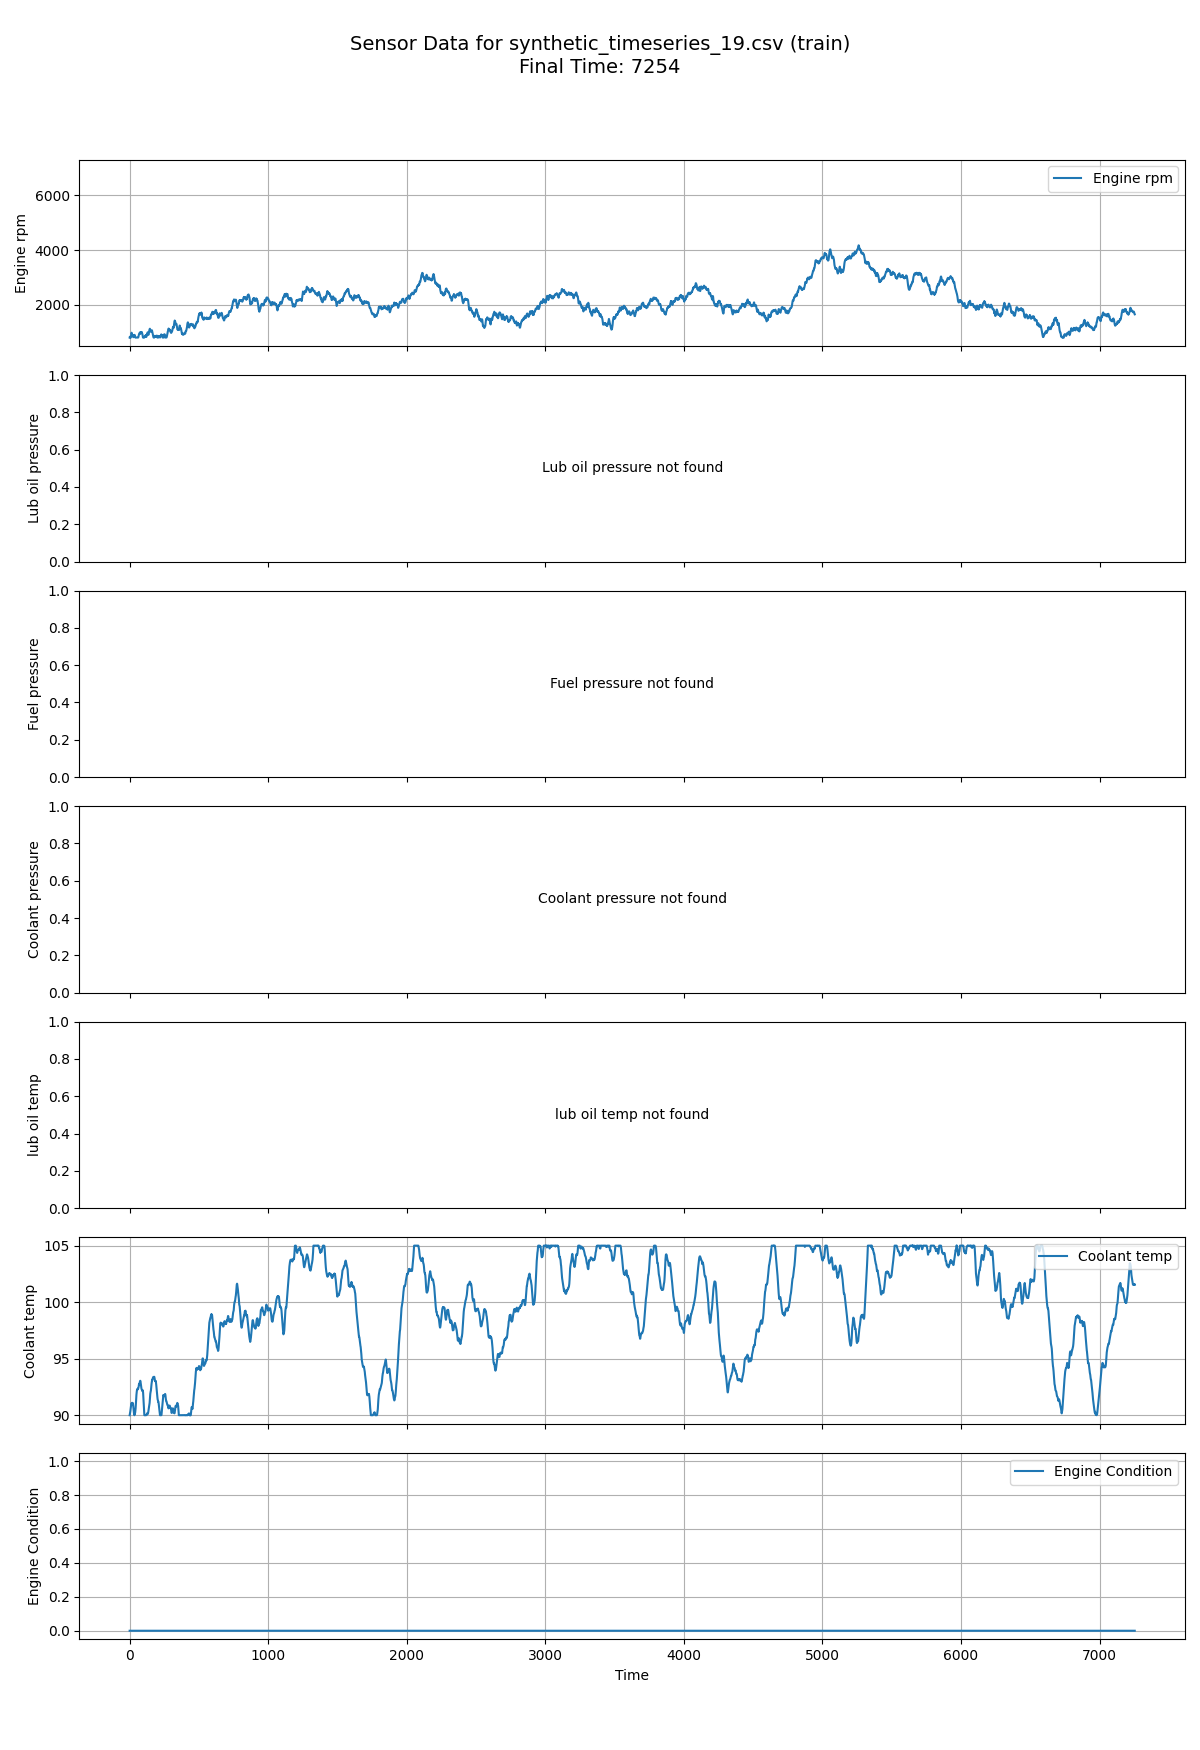 Sensor Data for synthetic_timeseries_19.csv (train)
Final Time: 7254
Engine rpm
6000
4000
2000
Engine rpm
Lub oil pressure
1.0
0.8
0.6
0.4
0.2
0.0
Lub oil pressure not found
Fuel pressure
1.0
0.8
0.6
0.4
0.2
0.0
Fuel pressure not found
Coolant pressure
1.0
0.8
0.6
0.4
0.2
0.0
Coolant pressure not found
lub oil temp
1.0
0.8
0.6
0.4
0.2
0.0
lub oil temp not found
Coolant temp
105
100
95
90
Coolant temp
Engine Condition
1.0
0.8
0.6
0.4
0.2
0.0
Engine Condition
0 1000 2000 3000 4000 5000 6000 7000
Time